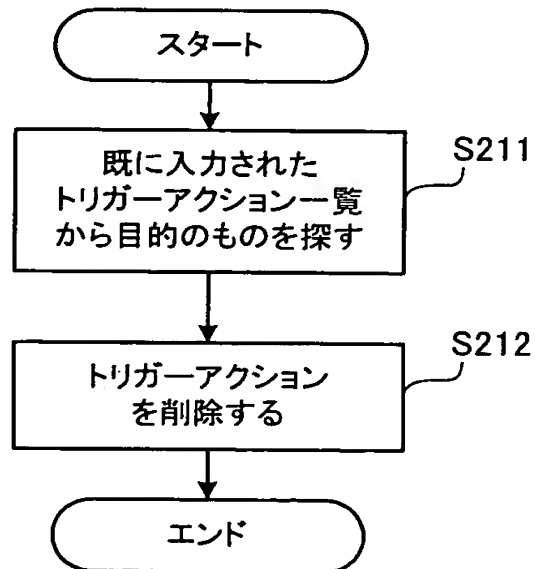 スタート
既に入力された
トリガーアクション一覧
から目的のものを探す
S211
トリガーアクション
を削除する
S212
エンド